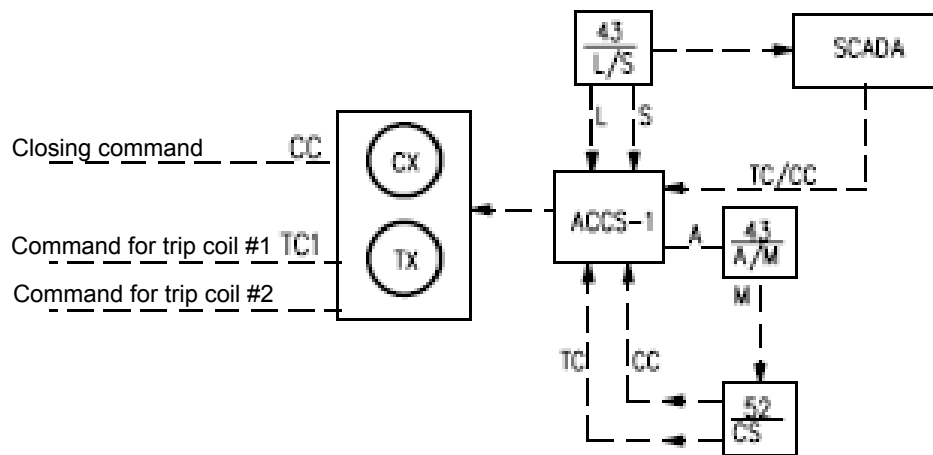 43
L/S
SCADA
L
S
Closing command
CC
CX
TC/CC
ACCS-1
A
43
A/M
Command for trip coil #1
TC1
TX
Command for trip coil #2
M
TC
CC
52
CS